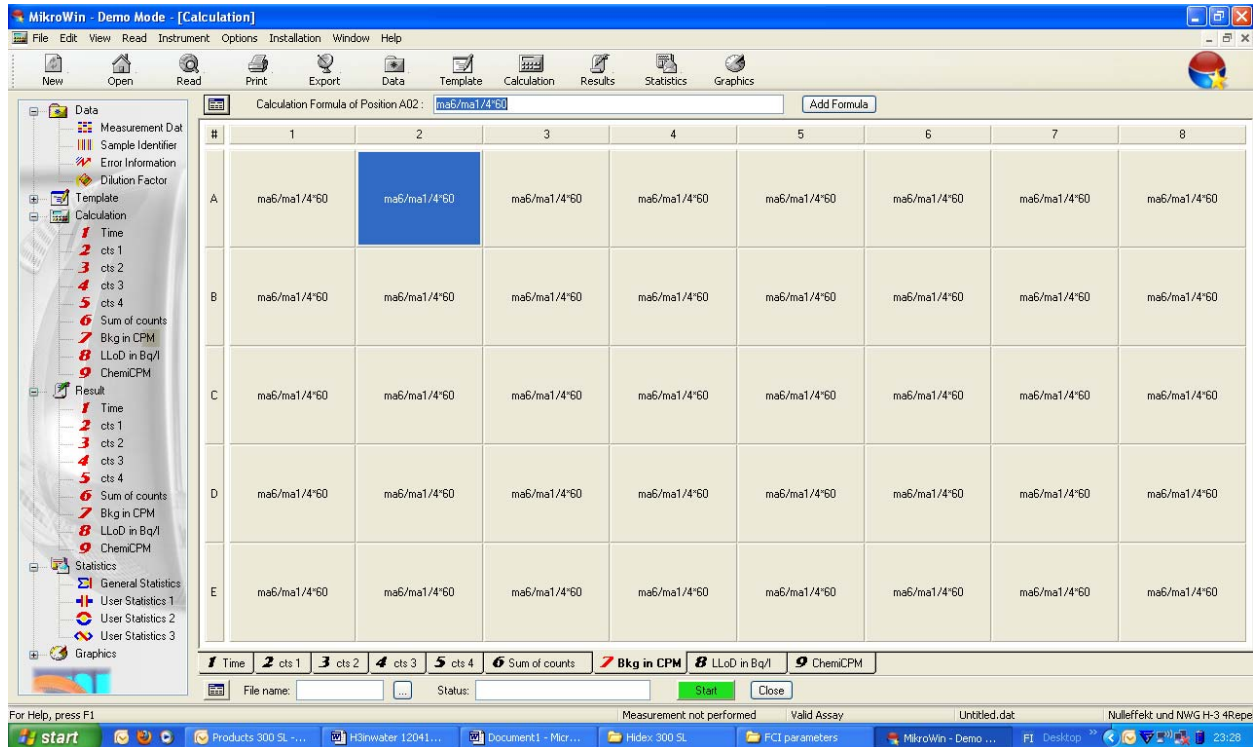 MikroWin - Demo Mode - [Calculation]
File Edit View Read Instrument Options Installation Window Help
New Open Read Print Export Data Template Calculation Results Statistics Graphics
Calculation Formula of Position A02 : ma6/ma1/4*60 Add Formula
Data
Measurement Dat
Sample Identifier
Error Information
Dilution Factor
Template
Calculation
1 Time
2 cts 1
3 cts 2
4 cts 3
5 cts 4
6 Sum of counts
7 Bkg in CPM
8 LLoD in Bq/l
9 ChemiCPM
Result
1 Time
2 cts 1
3 cts 2
4 cts 3
5 cts 4
6 Sum of counts
7 Bkg in CPM
8 LLoD in Bq/l
9 ChemiCPM
Statistics
General Statistics
User Statistics 1
User Statistics 2
User Statistics 3
Graphics
# 1 2 3 4 5 6 7 8
A ma6/ma1/4*60 ma6/ma1/4*60 ma6/ma1/4*60 ma6/ma1/4*60 ma6/ma1/4*60 ma6/ma1/4*60 ma6/ma1/4*60 ma6/ma1/4*60
B ma6/ma1/4*60 ma6/ma1/4*60 ma6/ma1/4*60 ma6/ma1/4*60 ma6/ma1/4*60 ma6/ma1/4*60 ma6/ma1/4*60 ma6/ma1/4*60
C ma6/ma1/4*60 ma6/ma1/4*60 ma6/ma1/4*60 ma6/ma1/4*60 ma6/ma1/4*60 ma6/ma1/4*60 ma6/ma1/4*60 ma6/ma1/4*60
D ma6/ma1/4*60 ma6/ma1/4*60 ma6/ma1/4*60 ma6/ma1/4*60 ma6/ma1/4*60 ma6/ma1/4*60 ma6/ma1/4*60 ma6/ma1/4*60
E ma6/ma1/4*60 ma6/ma1/4*60 ma6/ma1/4*60 ma6/ma1/4*60 ma6/ma1/4*60 ma6/ma1/4*60 ma6/ma1/4*60 ma6/ma1/4*60
1 Time 2 cts 1 3 cts 2 4 cts 3 5 cts 4 6 Sum of counts 7 Bkg in CPM 8 LLoD in Bq/l 9 ChemiCPM
File name: ... Status: Start Close
For Help, press F1 Measurement not performed Valid Assay Untitled.dat Nulleffekt und NWG H-3 4Repe
start Products 300 SL -... H3inwater 12041... Document1 - Micr... Hidex 300 SL FCI parameters MikroWin - Demo ... FI Desktop 23:28